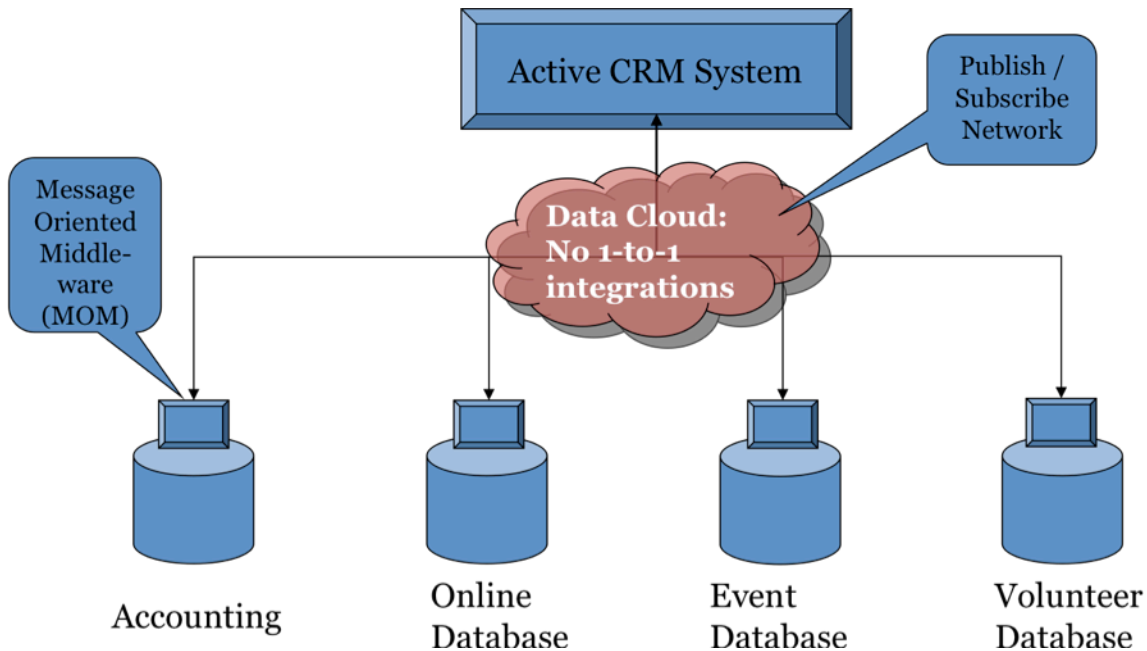 Active CRM System
Publish /
Subscribe
Network
Message
Oriented
Middle-
ware
(MOM)
Data Cloud:
No 1-to-1
integrations
Accounting
Online
Database
Event
Database
Volunteer
Database